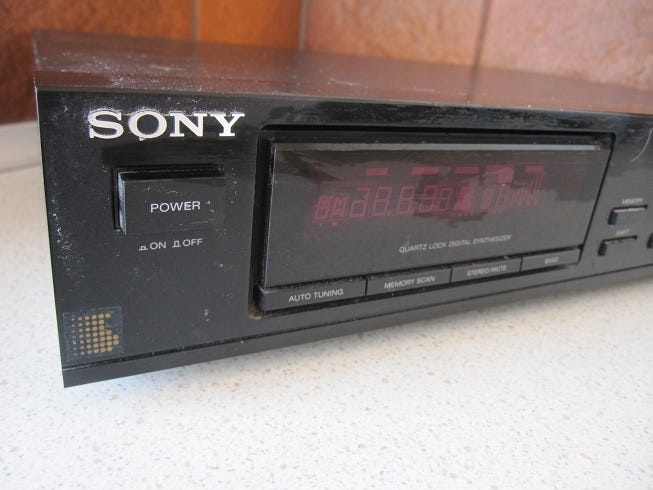 SONY
POWER
ON OFF
QUARTZ LOCK DIGITAL SYNTHESIZER
AUTO TUNING MEMORY SCAN STEREO/MUTE BAND
MEMORY
SHIFT